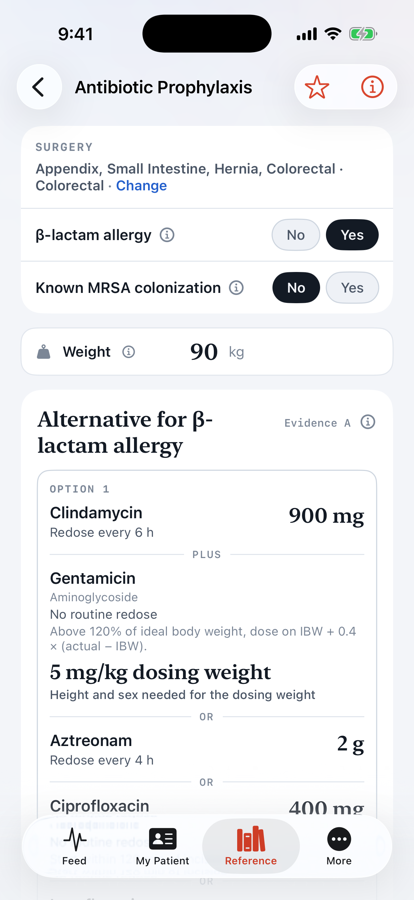 9:41
Antibiotic Prophylaxis
SURGERY
Appendix, Small Intestine, Hernia, Colorectal ·
Colorectal · Change
β-lactam allergy
No
Yes
Known MRSA colonization
No
Yes
Weight
90 kg
Alternative for β-
lactam allergy
Evidence A
OPTION 1
Clindamycin
900 mg
Redose every 6 h
PLUS
Gentamicin
Aminoglycoside
No routine redose
Above 120% of ideal body weight, dose on IBW + 0.4
× (actual − IBW).
5 mg/kg dosing weight
Height and sex needed for the dosing weight
OR
Aztreonam
2 g
Redose every 4 h
OR
Ciprofloxacin
400 mg
Feed
My Patient
Reference
More